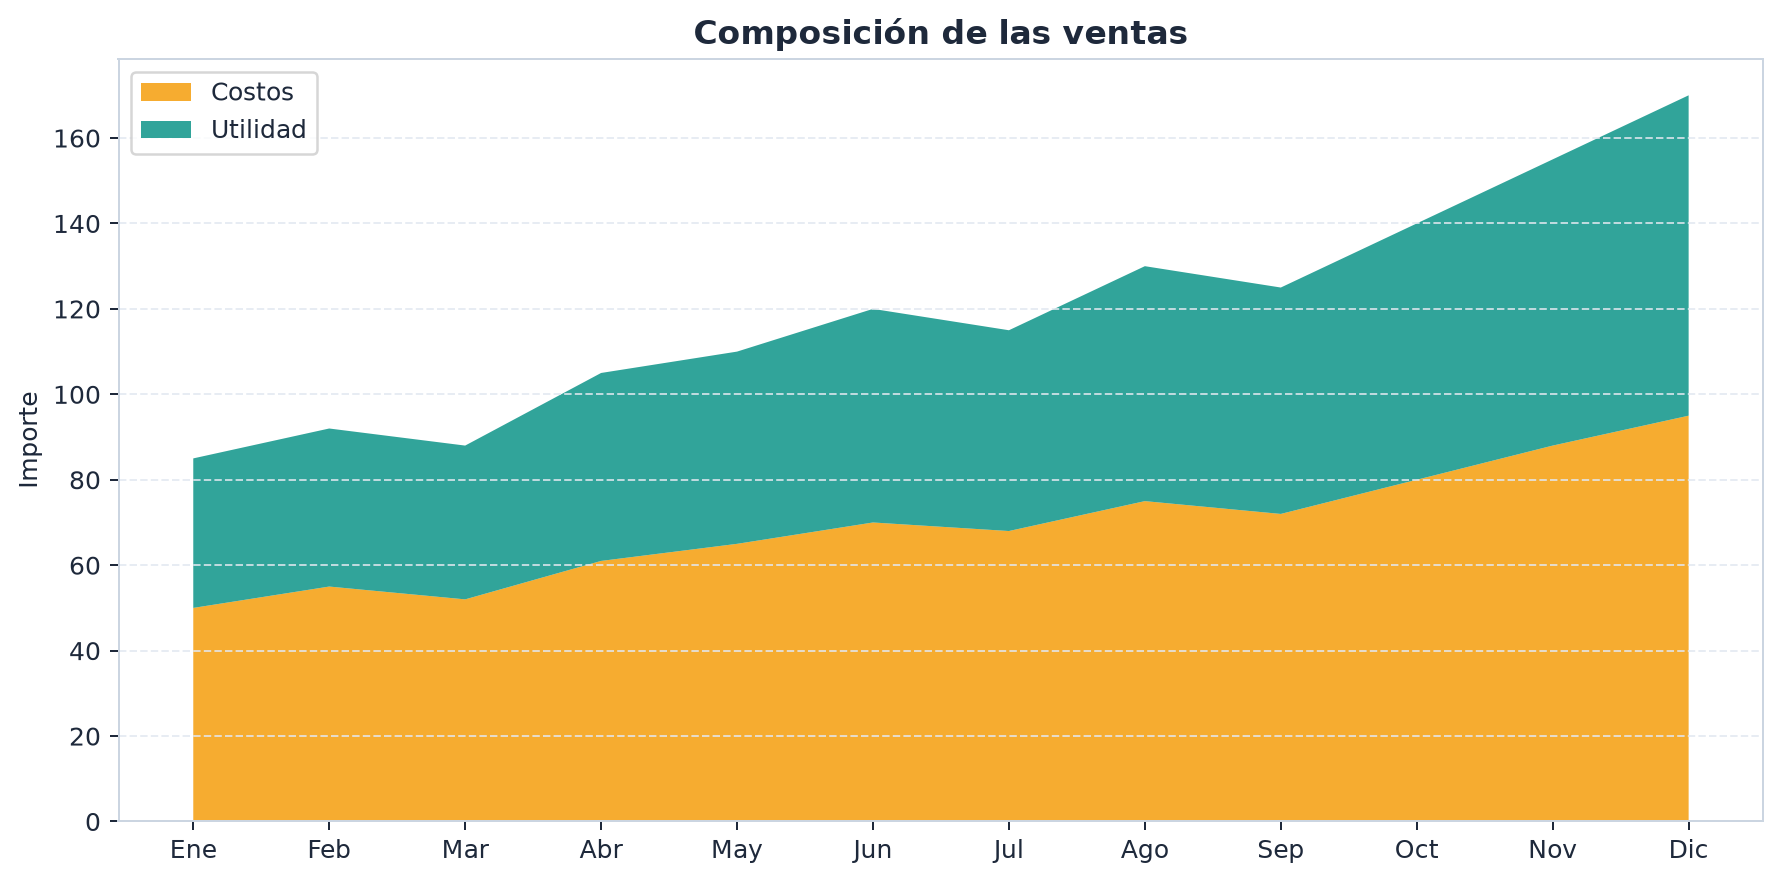 Composición de las ventas
Costos
Utilidad
Importe
160
140
120
100
80
60
40
20
0
Ene Feb Mar Abr May Jun Jul Ago Sep Oct Nov Dic